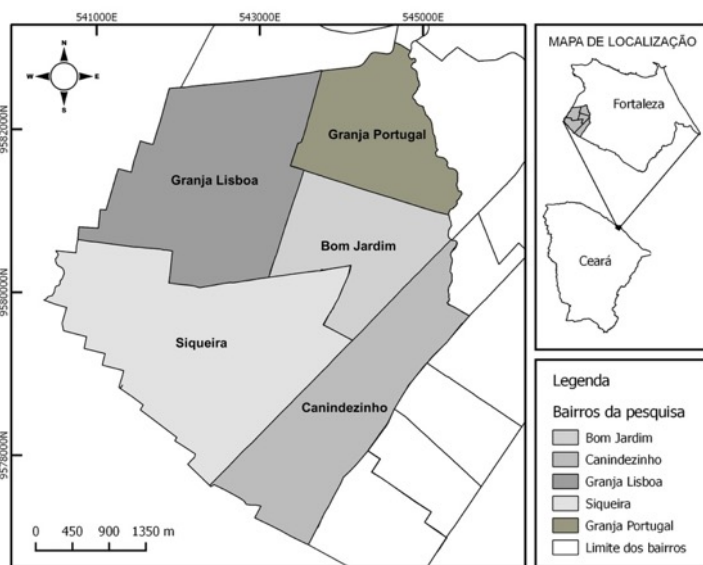 541000E
543000E
545000E
N
W
E
S
9582000N
9580000N
9578000N
Granja Portugal
Granja Lisboa
Bom Jardim
Siqueira
Canindezinho
0 450 900 1350 m
MAPA DE LOCALIZAÇÃO
Fortaleza
Ceará
Legenda
Bairros da pesquisa
Bom Jardim
Canindezinho
Granja Lisboa
Siqueira
Granja Portugal
Limite dos bairros